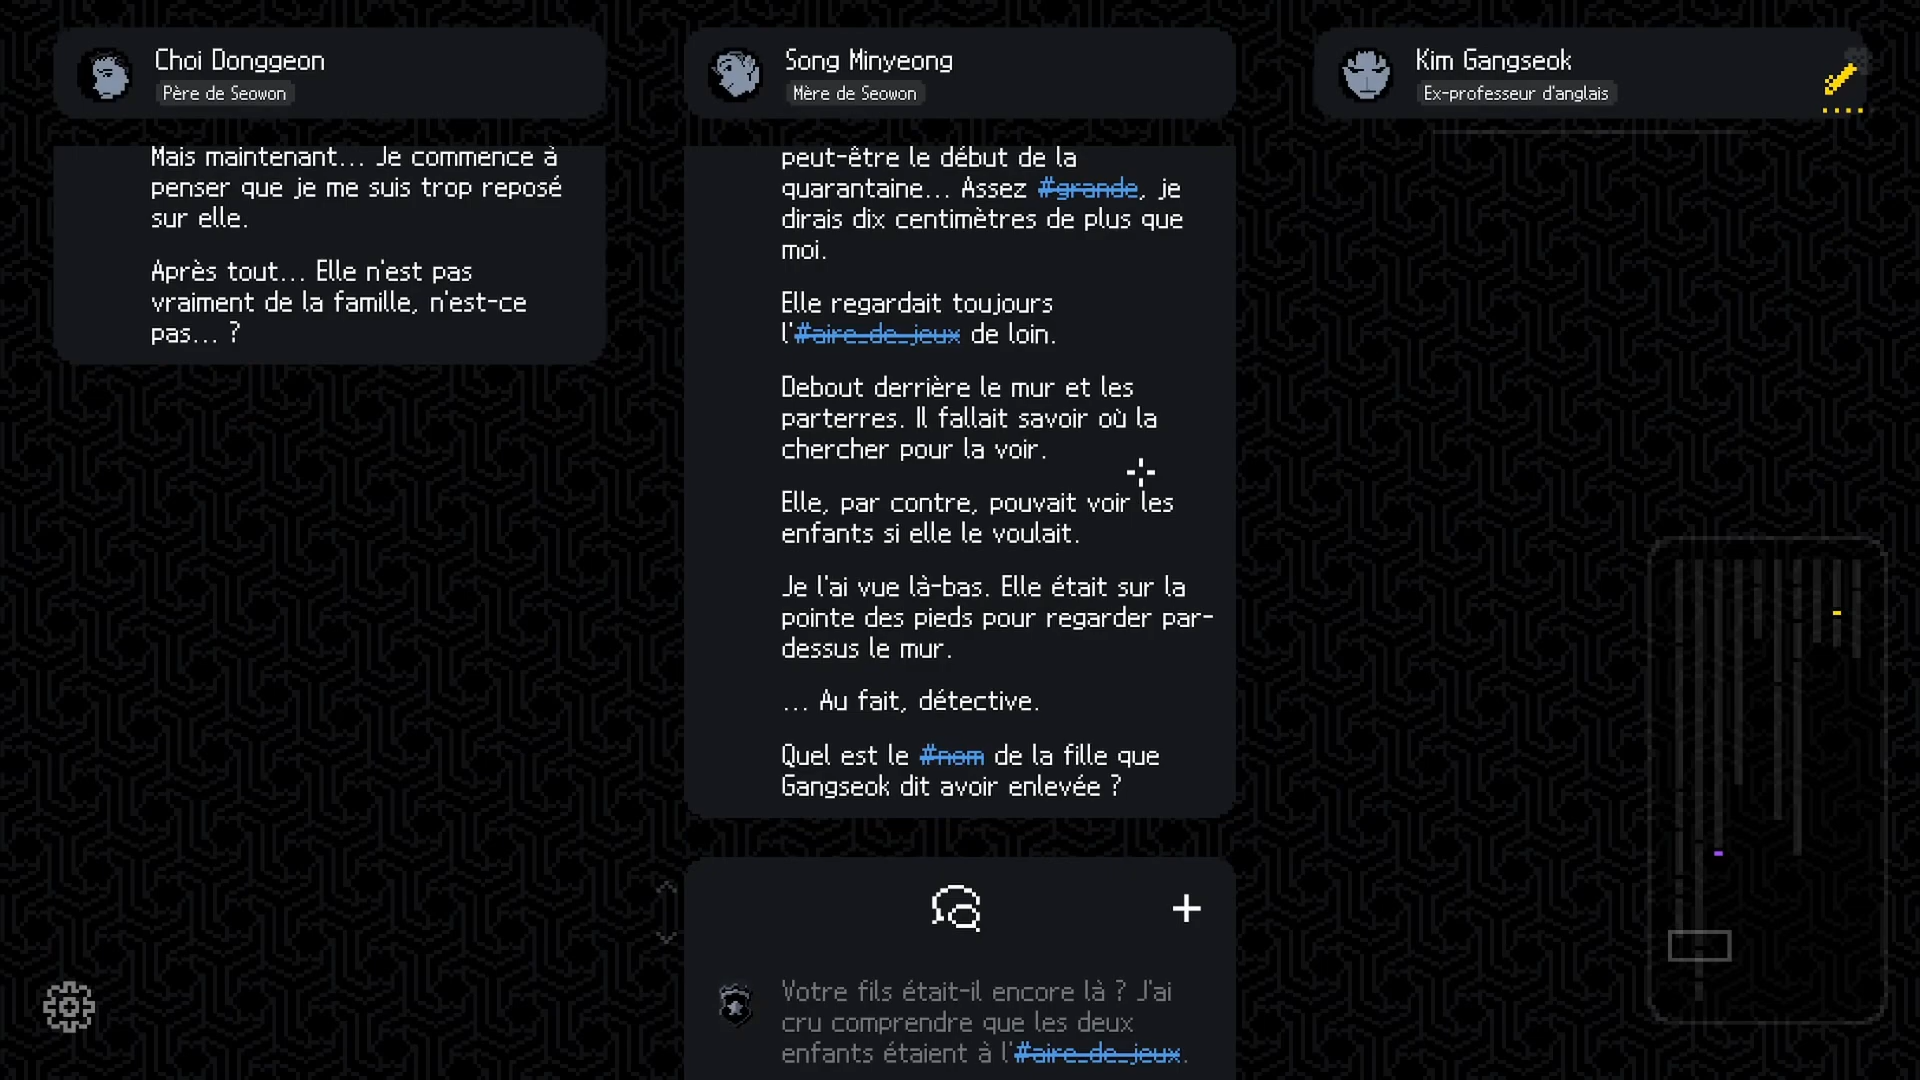 Choi Donggeon
Père de Seowon
Mais maintenant... Je commence à
penser que je me suis trop reposé
sur elle.
Après tout... Elle n'est pas
vraiment de la famille, n'est-ce
pas... ?
Song Minyeong
Mère de Seowon
peut-être le début de la
quarantaine... Assez #grande, je
dirais dix centimètres de plus que
moi.
Elle regardait toujours
l'#aire_de_jeux de loin.
Debout derrière le mur et les
parterres. Il fallait savoir où la
chercher pour la voir.
Elle, par contre, pouvait voir les
enfants si elle le voulait.
Je l'ai vue là-bas. Elle était sur la
pointe des pieds pour regarder par-
dessus le mur.
... Au fait, détective.
Quel est le #nom de la fille que
Gangseok dit avoir enlevée ?
Votre fils était-il encore là ? J'ai
cru comprendre que les deux
enfants étaient à l'#aire_de_jeux.
Kim Gangseok
Ex-professeur d'anglais